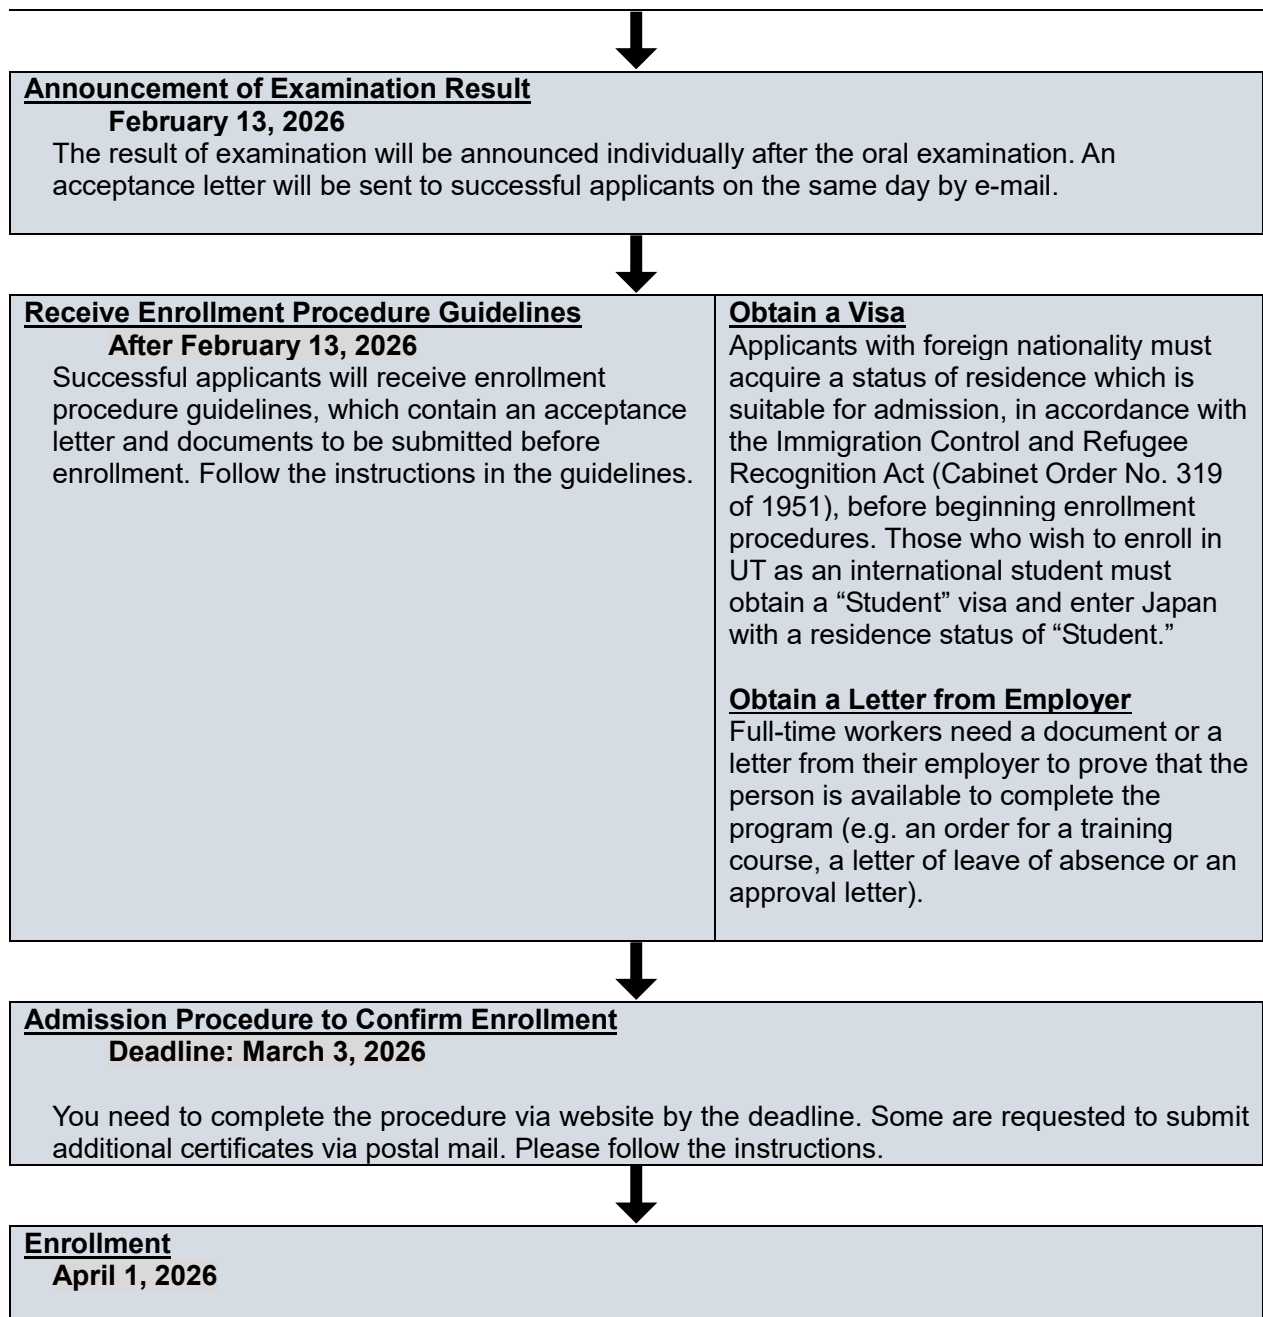 Announcement of Examination Result
February 13, 2026
The result of examination will be announced individually after the oral examination. An
acceptance letter will be sent to successful applicants on the same day by e-mail.
Receive Enrollment Procedure Guidelines
After February 13, 2026
Successful applicants will receive enrollment
procedure guidelines, which contain an acceptance
letter and documents to be submitted before
enrollment. Follow the instructions in the guidelines.
Obtain a Visa
Applicants with foreign nationality must
acquire a status of residence which is
suitable for admission, in accordance with
the Immigration Control and Refugee
Recognition Act (Cabinet Order No. 319
of 1951), before beginning enrollment
procedures. Those who wish to enroll in
UT as an international student must
obtain a “Student” visa and enter Japan
with a residence status of “Student.”
Obtain a Letter from Employer
Full-time workers need a document or a
letter from their employer to prove that the
person is available to complete the
program (e.g. an order for a training
course, a letter of leave of absence or an
approval letter).
Admission Procedure to Confirm Enrollment
Deadline: March 3, 2026
You need to complete the procedure via website by the deadline. Some are requested to submit
additional certificates via postal mail. Please follow the instructions.
Enrollment
April 1, 2026